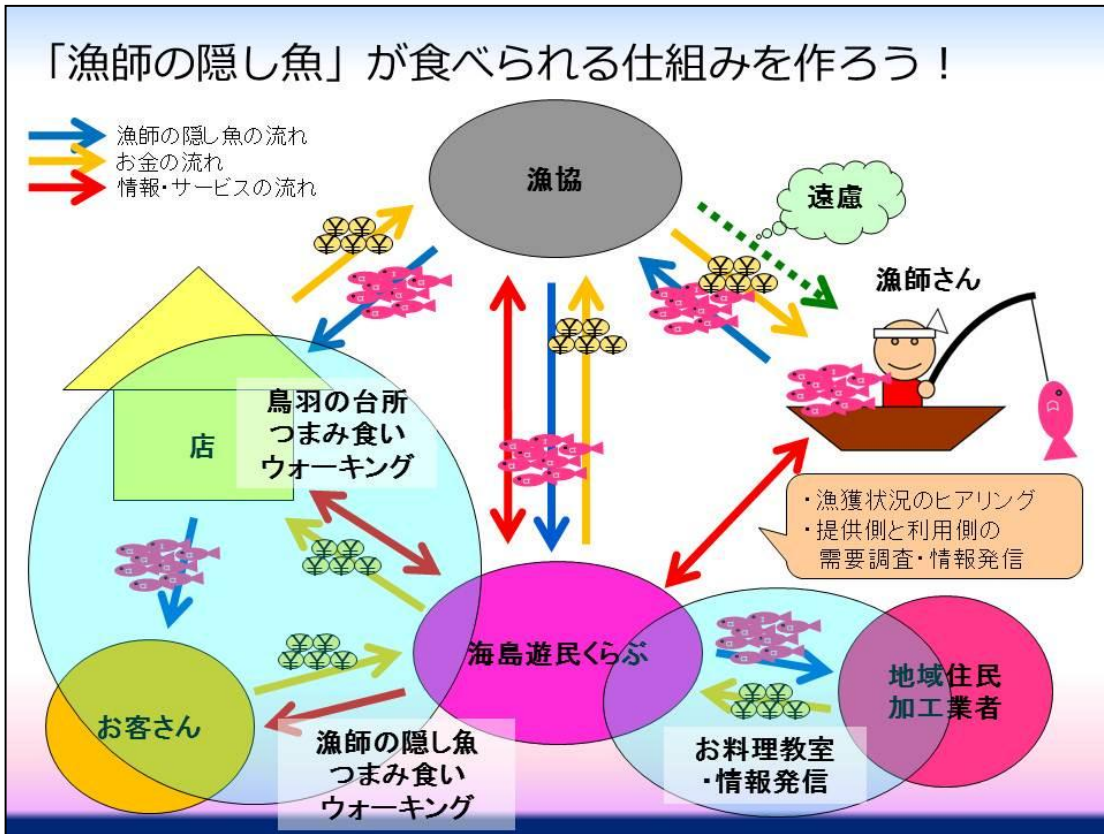 「漁師の隠し魚」が食べられる仕組みを作ろう！
漁師の隠し魚の流れ
お金の流れ
情報・サービスの流れ
漁協
遠慮
漁師さん
鳥羽の台所
つまみ食い
ウォーキング
店
・漁獲状況のヒアリング
・提供側と利用側の
需要調査・情報発信
海島遊民くらぶ
地域住民
加工業者
お客さん
漁師の隠し魚
つまみ食い
ウォーキング
お料理教室
・情報発信